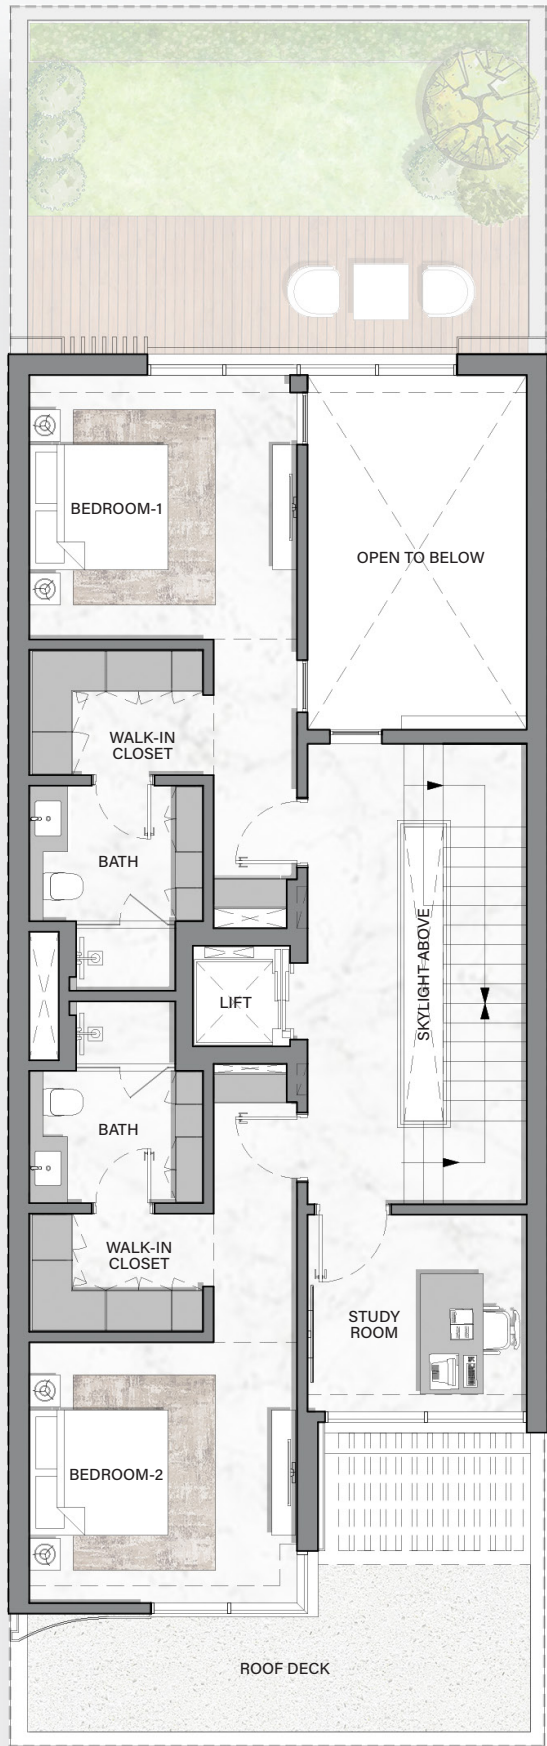 BEDROOM-1
OPEN TO BELOW
WALK-IN
CLOSET
BATH
SKYLIGHT ABOVE
LIFT
BATH
WALK-IN
CLOSET
STUDY
ROOM
BEDROOM-2
ROOF DECK